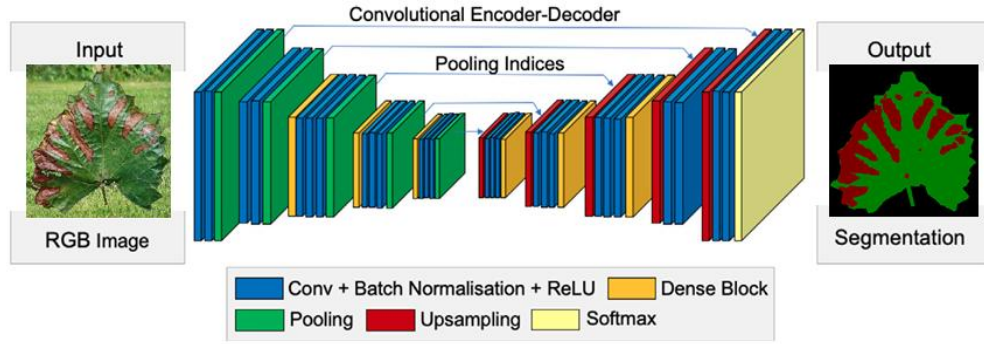 Convolutional Encoder-Decoder
Input
Pooling Indices
Output
RGB Image
Segmentation
Conv + Batch Normalisation + ReLU
Dense Block
Pooling
Upsampling
Softmax